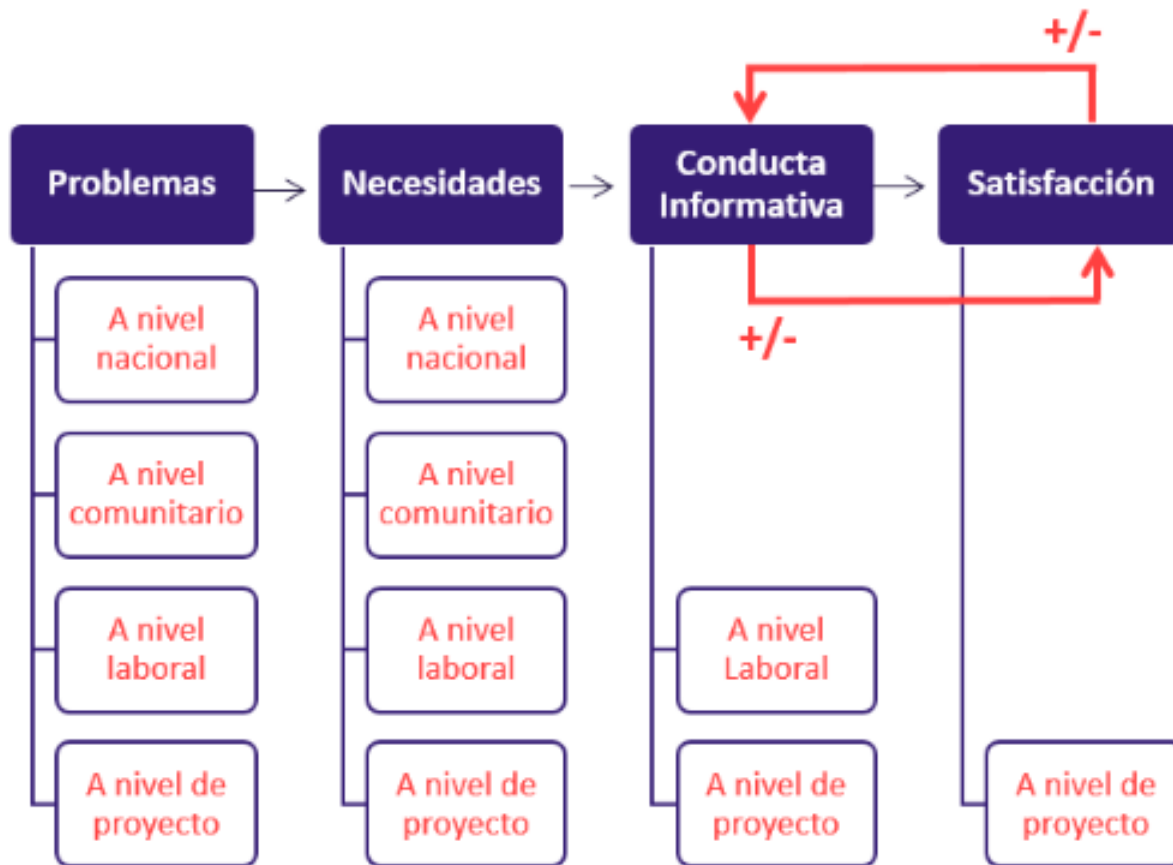 +/-
Problemas
Necesidades
Conducta
Informativa
Satisfacción
+/-
A nivel
nacional
A nivel
comunitario
A nivel
laboral
A nivel de
proyecto
A nivel
nacional
A nivel
comunitario
A nivel
laboral
A nivel de
proyecto
A nivel
Laboral
A nivel de
proyecto
A nivel de
proyecto